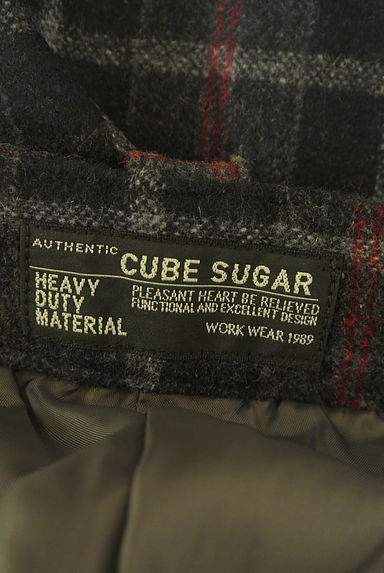 AUTHENTIC
CUBE SUGAR
HEAVY
DUTY
MATERIAL
PLEASANT HEART BE RELIEVED
FUNCTIONAL AND EXCELLENT DESIGN
WORK WEAR 1989